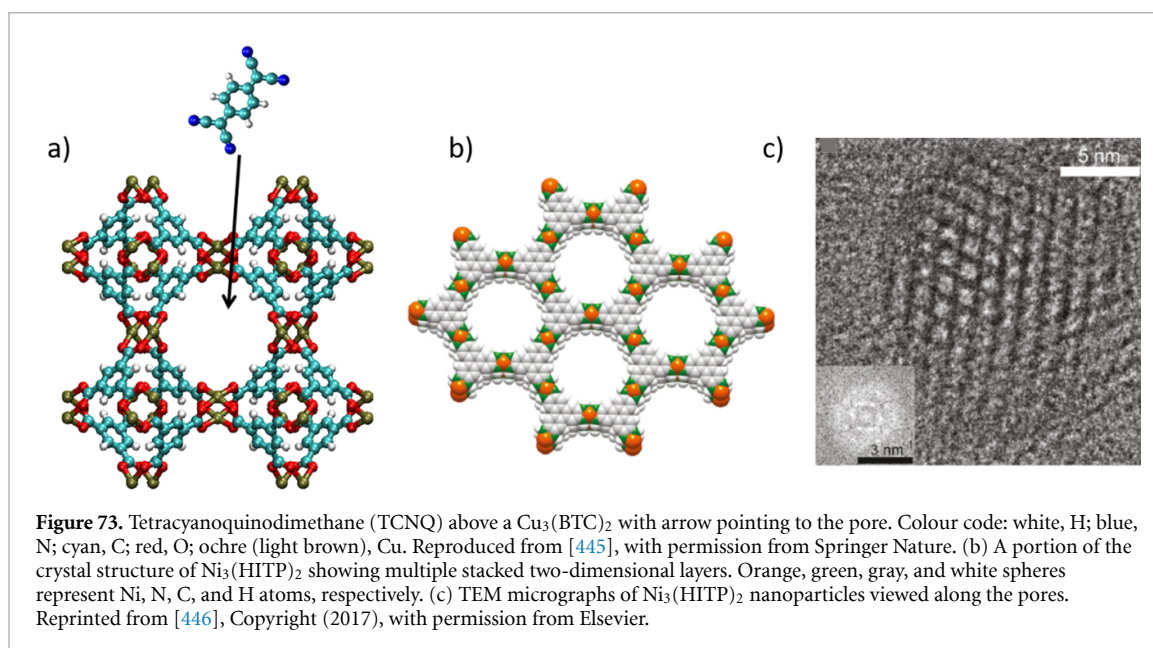 a)
b)
c)
5 nm
3 nm
Figure 73. Tetracyanoquinodimethane (TCNQ) above a Cu₃(BTC)₂ with arrow pointing to the pore. Colour code: white, H; blue,
N; cyan, C; red, O; ochre (light brown), Cu. Reproduced from [445], with permission from Springer Nature. (b) A portion of the
crystal structure of Ni₃(HITP)₂ showing multiple stacked two-dimensional layers. Orange, green, gray, and white spheres
represent Ni, N, C, and H atoms, respectively. (c) TEM micrographs of Ni₃(HITP)₂ nanoparticles viewed along the pores.
Reprinted from [446], Copyright (2017), with permission from Elsevier.